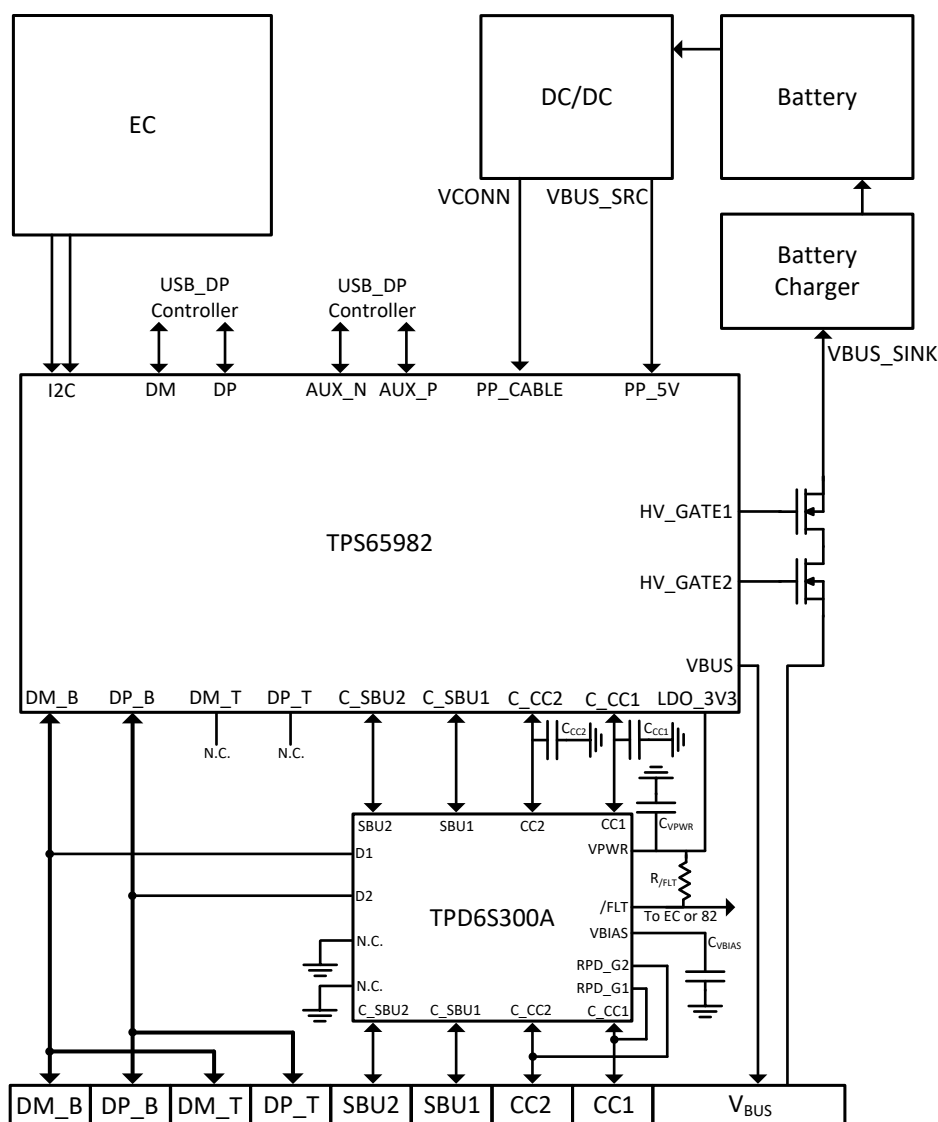 EC
DC/DC
Battery
VCONN
VBUS_SRC
Battery
Charger
USB_DP
Controller
USB_DP
Controller
VBUS_SINK
I2C
DM
DP
AUX_N
AUX_P
PP_CABLE
PP_5V
HV_GATE1
TPS65982
HV_GATE2
VBUS
DM_B
DP_B
DM_T
DP_T
C_SBU2
C_SBU1
C_CC2
C_CC1
LDO_3V3
N.C.
N.C.
CCC2
CCC1
CVPWR
SBU2
SBU1
CC2
CC1
VPWR
D1
R/FLT
D2
/FLT
To EC or 82
TPD6S300A
VBIAS
CVBIAS
N.C.
RPD_G2
N.C.
RPD_G1
C_SBU2
C_SBU1
C_CC2
C_CC1
DM_B
DP_B
DM_T
DP_T
SBU2
SBU1
CC2
CC1
VBUS